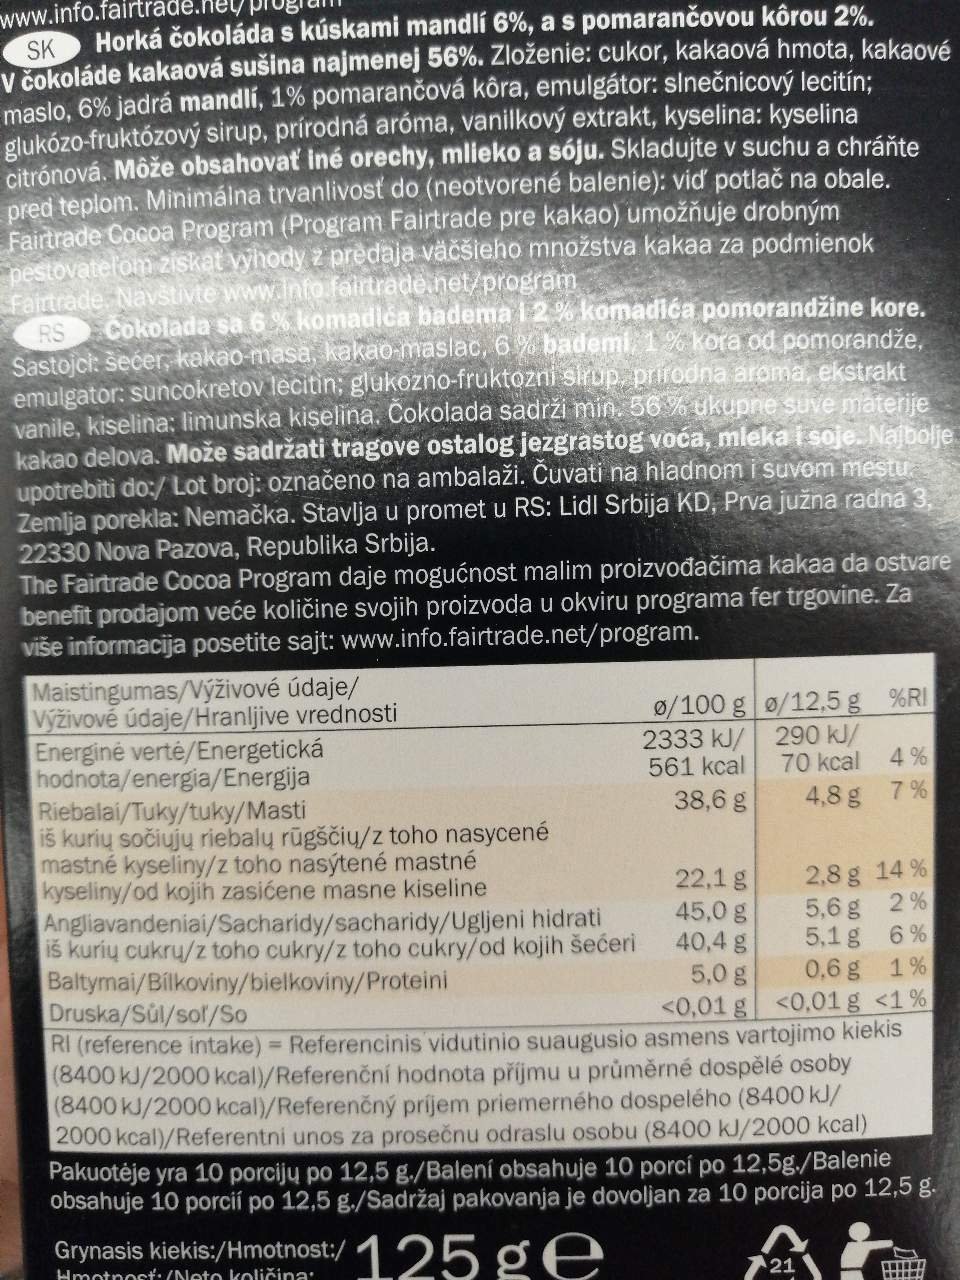 www.info.fairtrade.net/program
SK Horká čokoláda s kúskami mandlí 6%, a s pomarančovou kôrou 2%.
V čokoláde kakaová sušina najmenej 56%. Zloženie: cukor, kakaová hmota, kakaové
maslo, 6% jadrá mandlí, 1% pomarančová kôra, emulgátor: slnečnicový lecitín;
glukózo-fruktózový sirup, prírodná aróma, vanilkový extrakt, kyselina: kyselina
citrónová. Môže obsahovať iné orechy, mlieko a sóju. Skladujte v suchu a chráňte
pred teplom. Minimálna trvanlivosť do (neotvorené balenie): viď potlač na obale.
Fairtrade Cocoa Program (Program Fairtrade pre kakao) umožňuje drobným
pestovateľom získať výhody z predaja väčšieho množstva kakaa za podmienok
Fairtrade. Navštívte www.info.fairtrade.net/program
RS Čokolada sa 6 % komadića badema i 2 % komadića pomorandžine kore.
Sastojci: šećer, kakao-masa, kakao-maslac, 6 % bademi, 1 % kora od pomorandže,
emulgator: suncokretov lecitin; glukozno-fruktozni sirup, prirodna aroma, ekstrakt
vanile, kiselina: limunska kiselina. Čokolada sadrži min. 56 % ukupne suve materije
kakao delova. Može sadržati tragove ostalog jezgrastog voća, mleka i soje. Najbolje
upotrebiti do:/ Lot broj: označeno na ambalaži. Čuvati na hladnom i suvom mestu.
Zemlja porekla: Nemačka. Stavlja u promet u RS: Lidl Srbija KD, Prva južna radna 3,
22330 Nova Pazova, Republika Srbija.
The Fairtrade Cocoa Program daje mogućnost malim proizvođačima kakaa da ostvare
benefit prodajom veće količine svojih proizvoda u okviru programa fer trgovine. Za
više informacija posetite sajt: www.info.fairtrade.net/program.
Maistingumas/Výživové údaje/
Výživové údaje/Hranljive vrednosti ø/100 g ø/12,5 g %RI
Energinė vertė/Energetická 2333 kJ/ 290 kJ/
hodnota/energia/Energija 561 kcal 70 kcal 4 %
Riebalai/Tuky/tuky/Masti 38,6 g 4,8 g 7 %
iš kurių sočiųjų riebalų rūgščių/z toho nasycené
mastné kyseliny/z toho nasýtené mastné
kyseliny/od kojih zasićene masne kiseline 22,1 g 2,8 g 14 %
Angliavandeniai/Sacharidy/sacharidy/Ugljeni hidrati 45,0 g 5,6 g 2 %
iš kurių cukrų/z toho cukry/z toho cukry/od kojih šećeri 40,4 g 5,1 g 6 %
Baltymai/Bílkoviny/bielkoviny/Proteini 5,0 g 0,6 g 1 %
Druska/Sůl/soľ/So <0,01 g <0,01 g <1 %
RI (reference intake) = Referencinis vidutinio suaugusio asmens vartojimo kiekis
(8400 kJ/2000 kcal)/Referenční hodnota příjmu u průměrné dospělé osoby
(8400 kJ/2000 kcal)/Referenčný príjem priemerného dospelého (8400 kJ/
2000 kcal)/Referentni unos za prosečnu odraslu osobu (8400 kJ/2000 kcal)
Pakuotėje yra 10 porcijų po 12,5 g./Balení obsahuje 10 porcí po 12,5g./Balenie
obsahuje 10 porcií po 12,5 g./Sadržaj pakovanja je dovoljan za 10 porcija po 12,5 g.
Grynasis kiekis:/Hmotnost:/ 125 g e
Hmotnosť:/Neto količina:
21